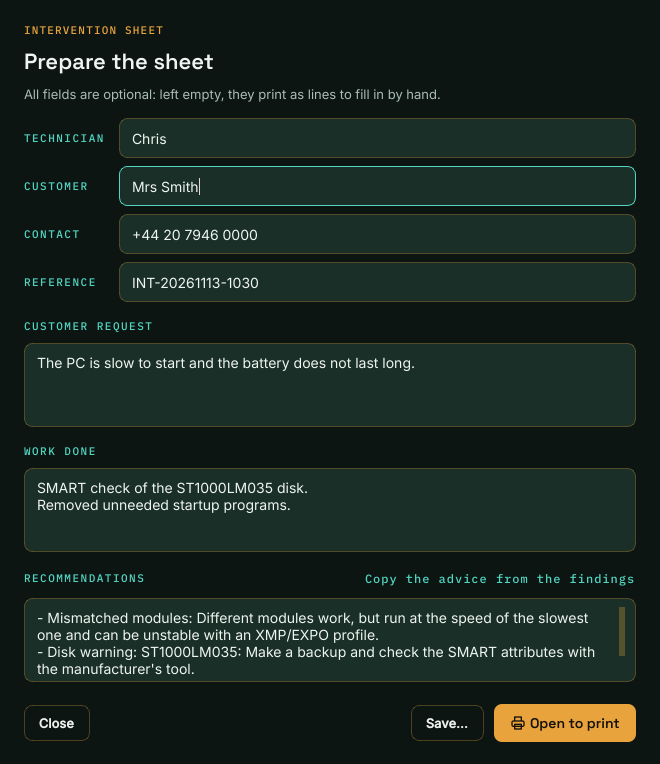 INTERVENTION SHEET
Prepare the sheet
All fields are optional: left empty, they print as lines to fill in by hand.
TECHNICIAN Chris
CUSTOMER Mrs Smith
CONTACT +44 20 7946 0000
REFERENCE INT-20261113-1030
CUSTOMER REQUEST
The PC is slow to start and the battery does not last long.
WORK DONE
SMART check of the ST1000LM035 disk.
Removed unneeded startup programs.
RECOMMENDATIONS Copy the advice from the findings
- Mismatched modules: Different modules work, but run at the speed of the slowest
one and can be unstable with an XMP/EXPO profile.
- Disk warning: ST1000LM035: Make a backup and check the SMART attributes with
the manufacturer's tool.
Close Save... Open to print